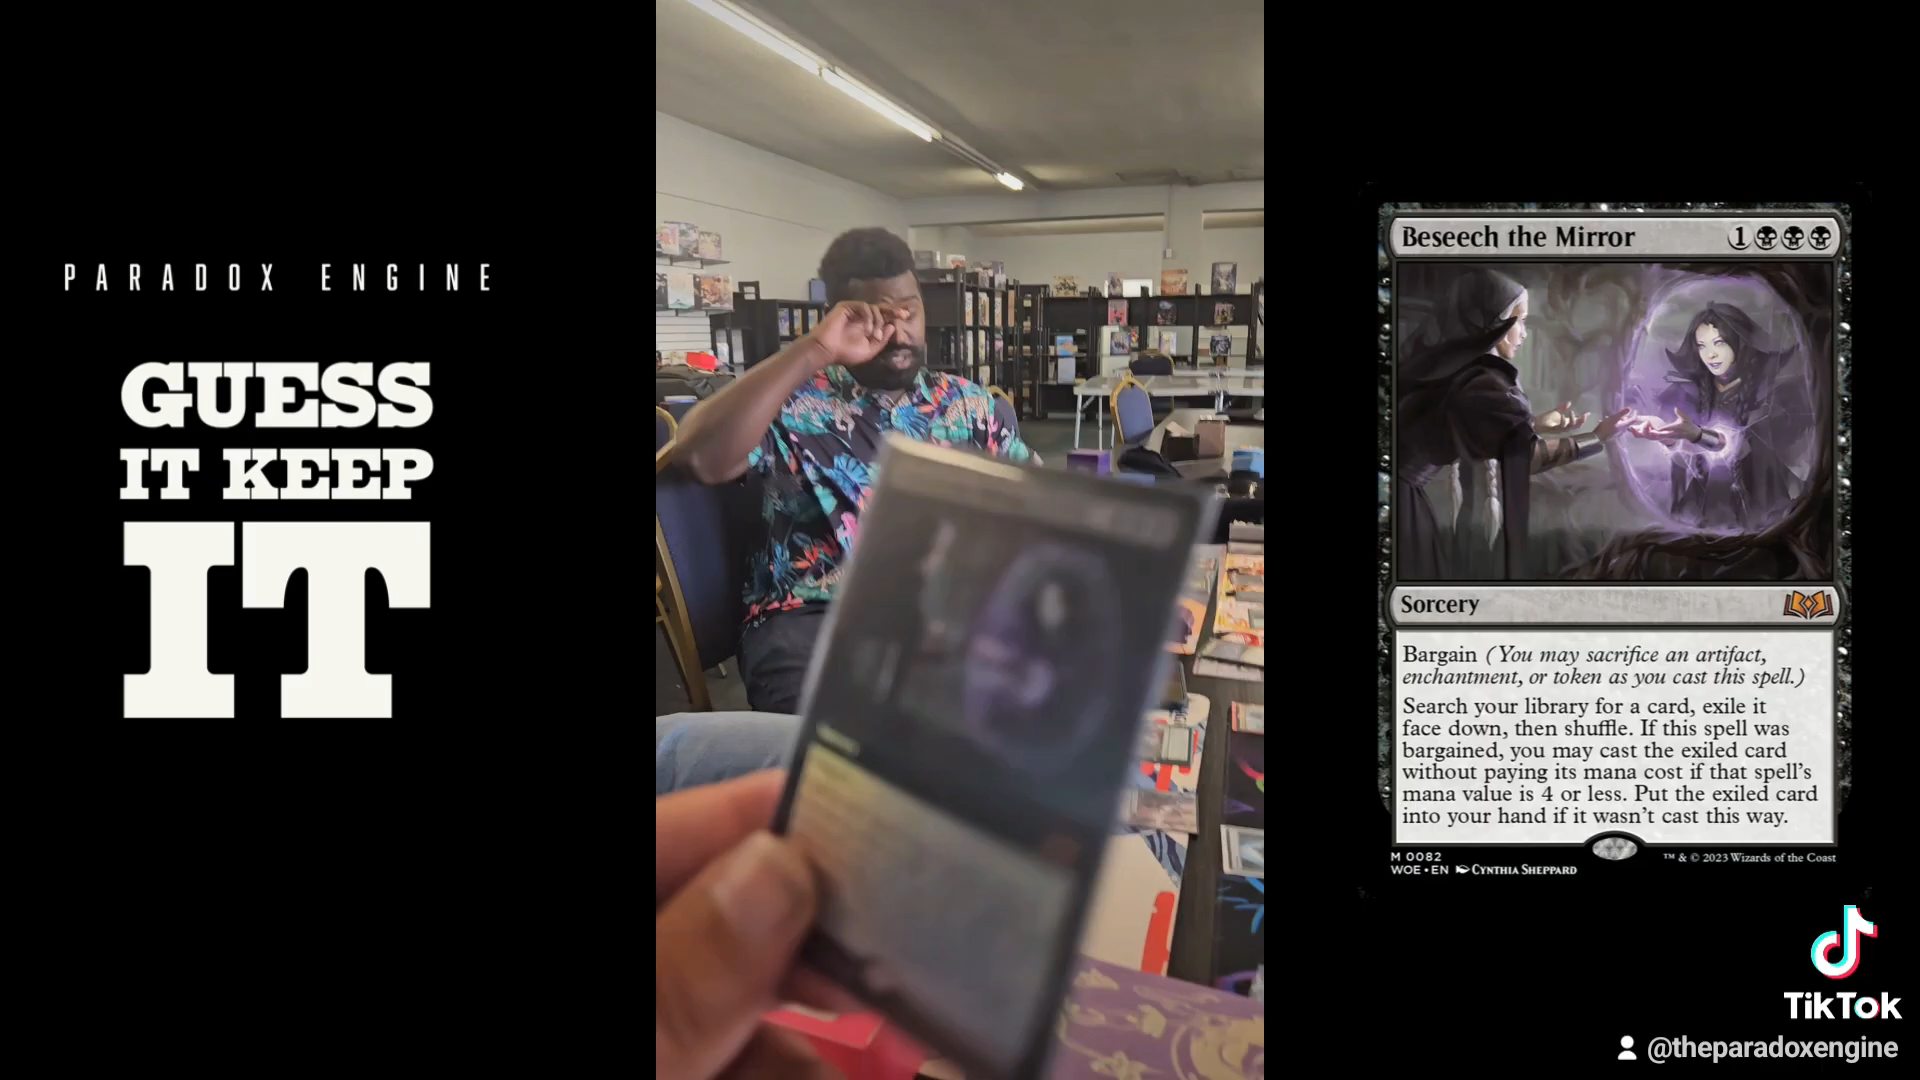 PARADOX ENGINE
GUESS
IT KEEP
IT
Beseech the Mirror 1
Sorcery
Bargain (You may sacrifice an artifact,
enchantment, or token as you cast this spell.)
Search your library for a card, exile it
face down, then shuffle. If this spell was
bargained, you may cast the exiled card
without paying its mana cost if that spell's
mana value is 4 or less. Put the exiled card
into your hand if it wasn't cast this way.
M 0082
WOE • EN CYNTHIA SHEPPARD
™ & © 2023 Wizards of the Coast
TikTok
@theparadoxengine